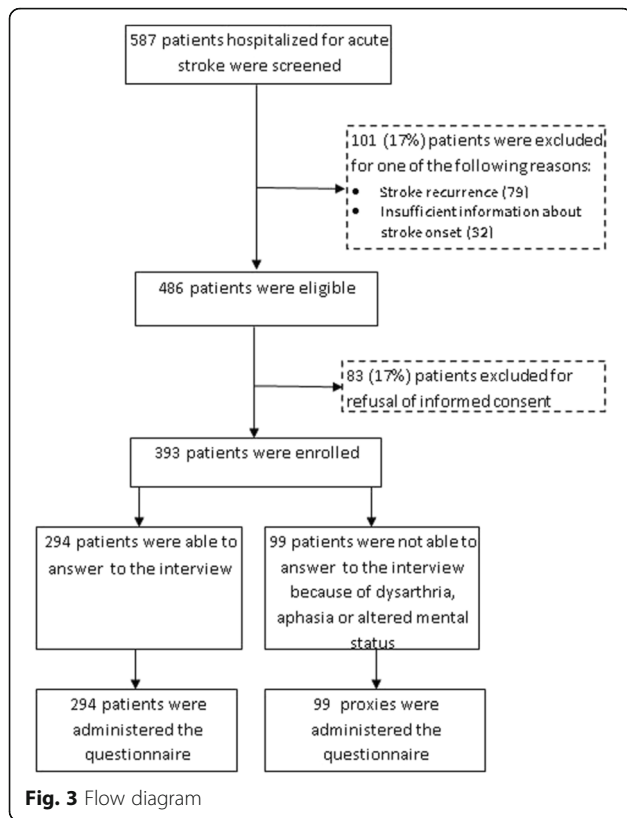 587 patients hospitalized for acute
stroke were screened
101 (17%) patients were excluded
for one of the following reasons:
• Stroke recurrence (79)
• Insufficient information about
stroke onset (32)
486 patients were eligible
83 (17%) patients excluded for
refusal of informed consent
393 patients were enrolled
294 patients were able to
answer to the interview
99 patients were not able to
answer to the interview
because of dysarthria,
aphasia or altered mental
status
294 patients were
administered the
questionnaire
99 proxies were
administered the
questionnaire
Fig. 3 Flow diagram